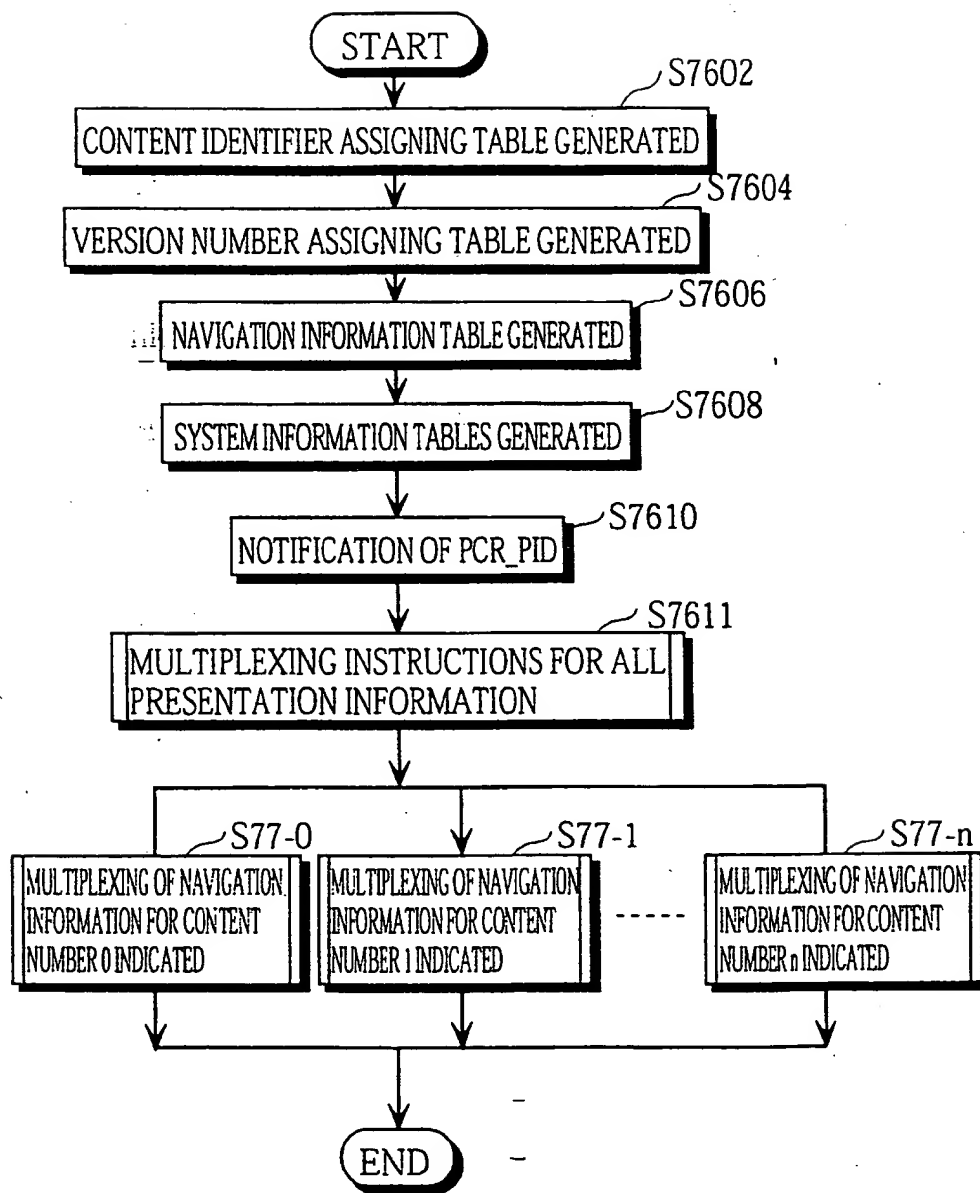 START
S7602
CONTENT IDENTIFIER ASSIGNING TABLE GENERATED
S7604
VERSION NUMBER ASSIGNING TABLE GENERATED
S7606
NAVIGATION INFORMATION TABLE GENERATED
S7608
SYSTEM INFORMATION TABLES GENERATED
S7610
NOTIFICATION OF PCR_PID
S7611
MULTIPLEXING INSTRUCTIONS FOR ALL
PRESENTATION INFORMATION
S77-0
MULTIPLEXING OF NAVIGATION
INFORMATION FOR CONTENT
NUMBER 0 INDICATED
S77-1
MULTIPLEXING OF NAVIGATION
INFORMATION FOR CONTENT
NUMBER 1 INDICATED
S77-n
MULTIPLEXING OF NAVIGATION
INFORMATION FOR CONTENT
NUMBER n INDICATED
END